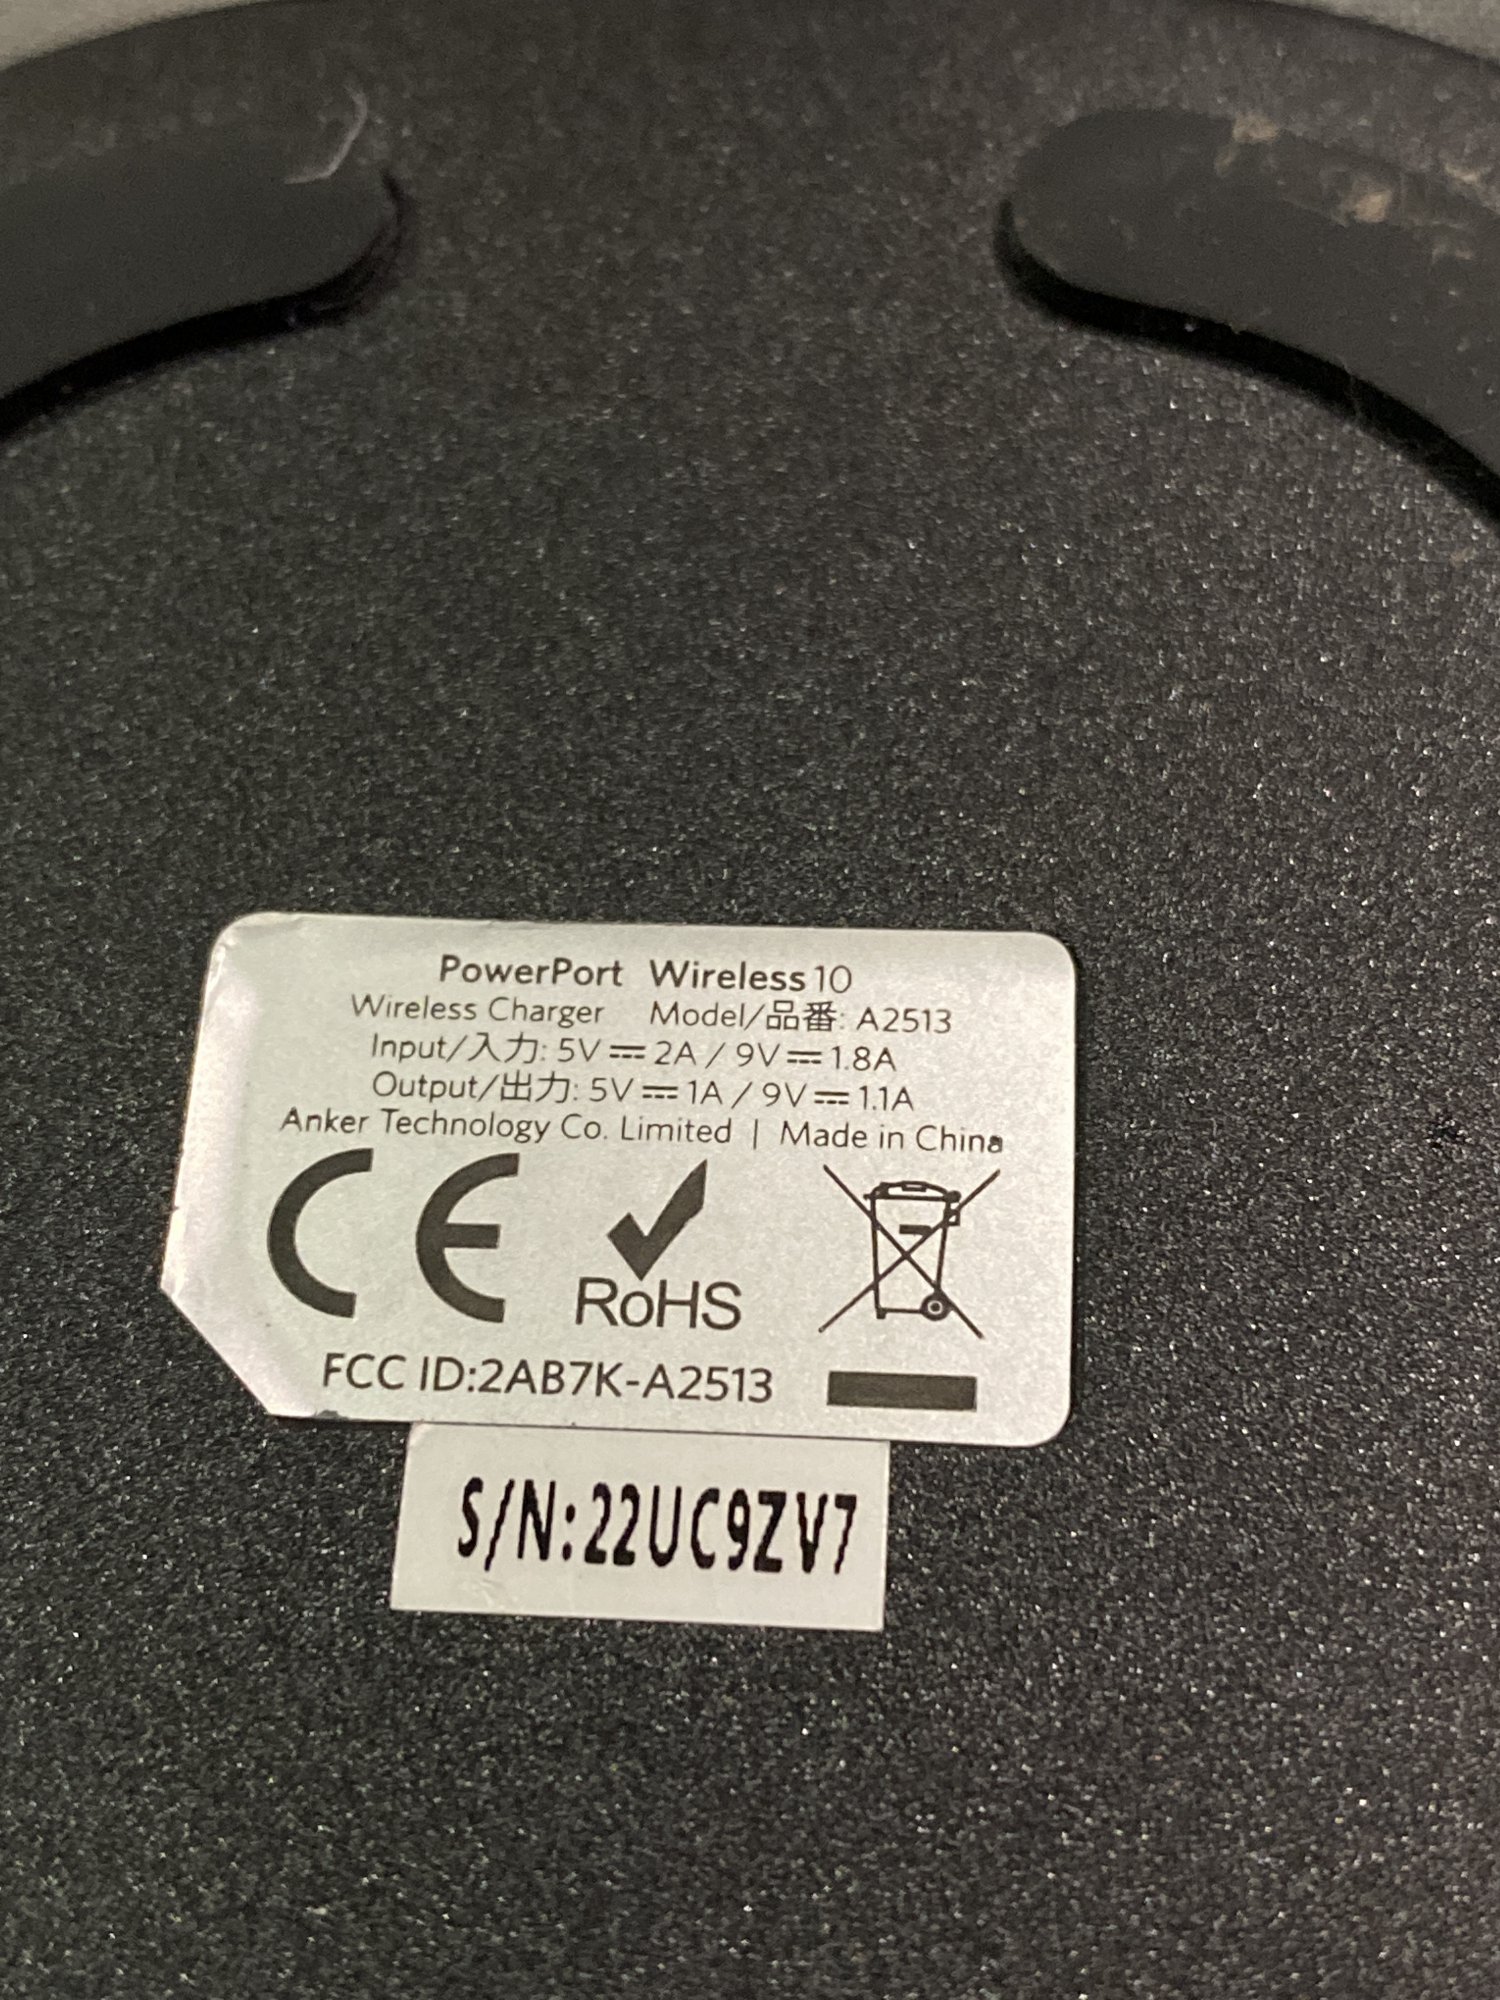 PowerPort Wireless 10
Wireless Charger Model/品番: A2513
Input/入力: 5V⎓2A / 9V⎓1.8A
Output/出力: 5V⎓1A / 9V⎓1.1A
Anker Technology Co. Limited | Made in China
CE RoHS
FCC ID:2AB7K-A2513
S/N:22UC9ZV7